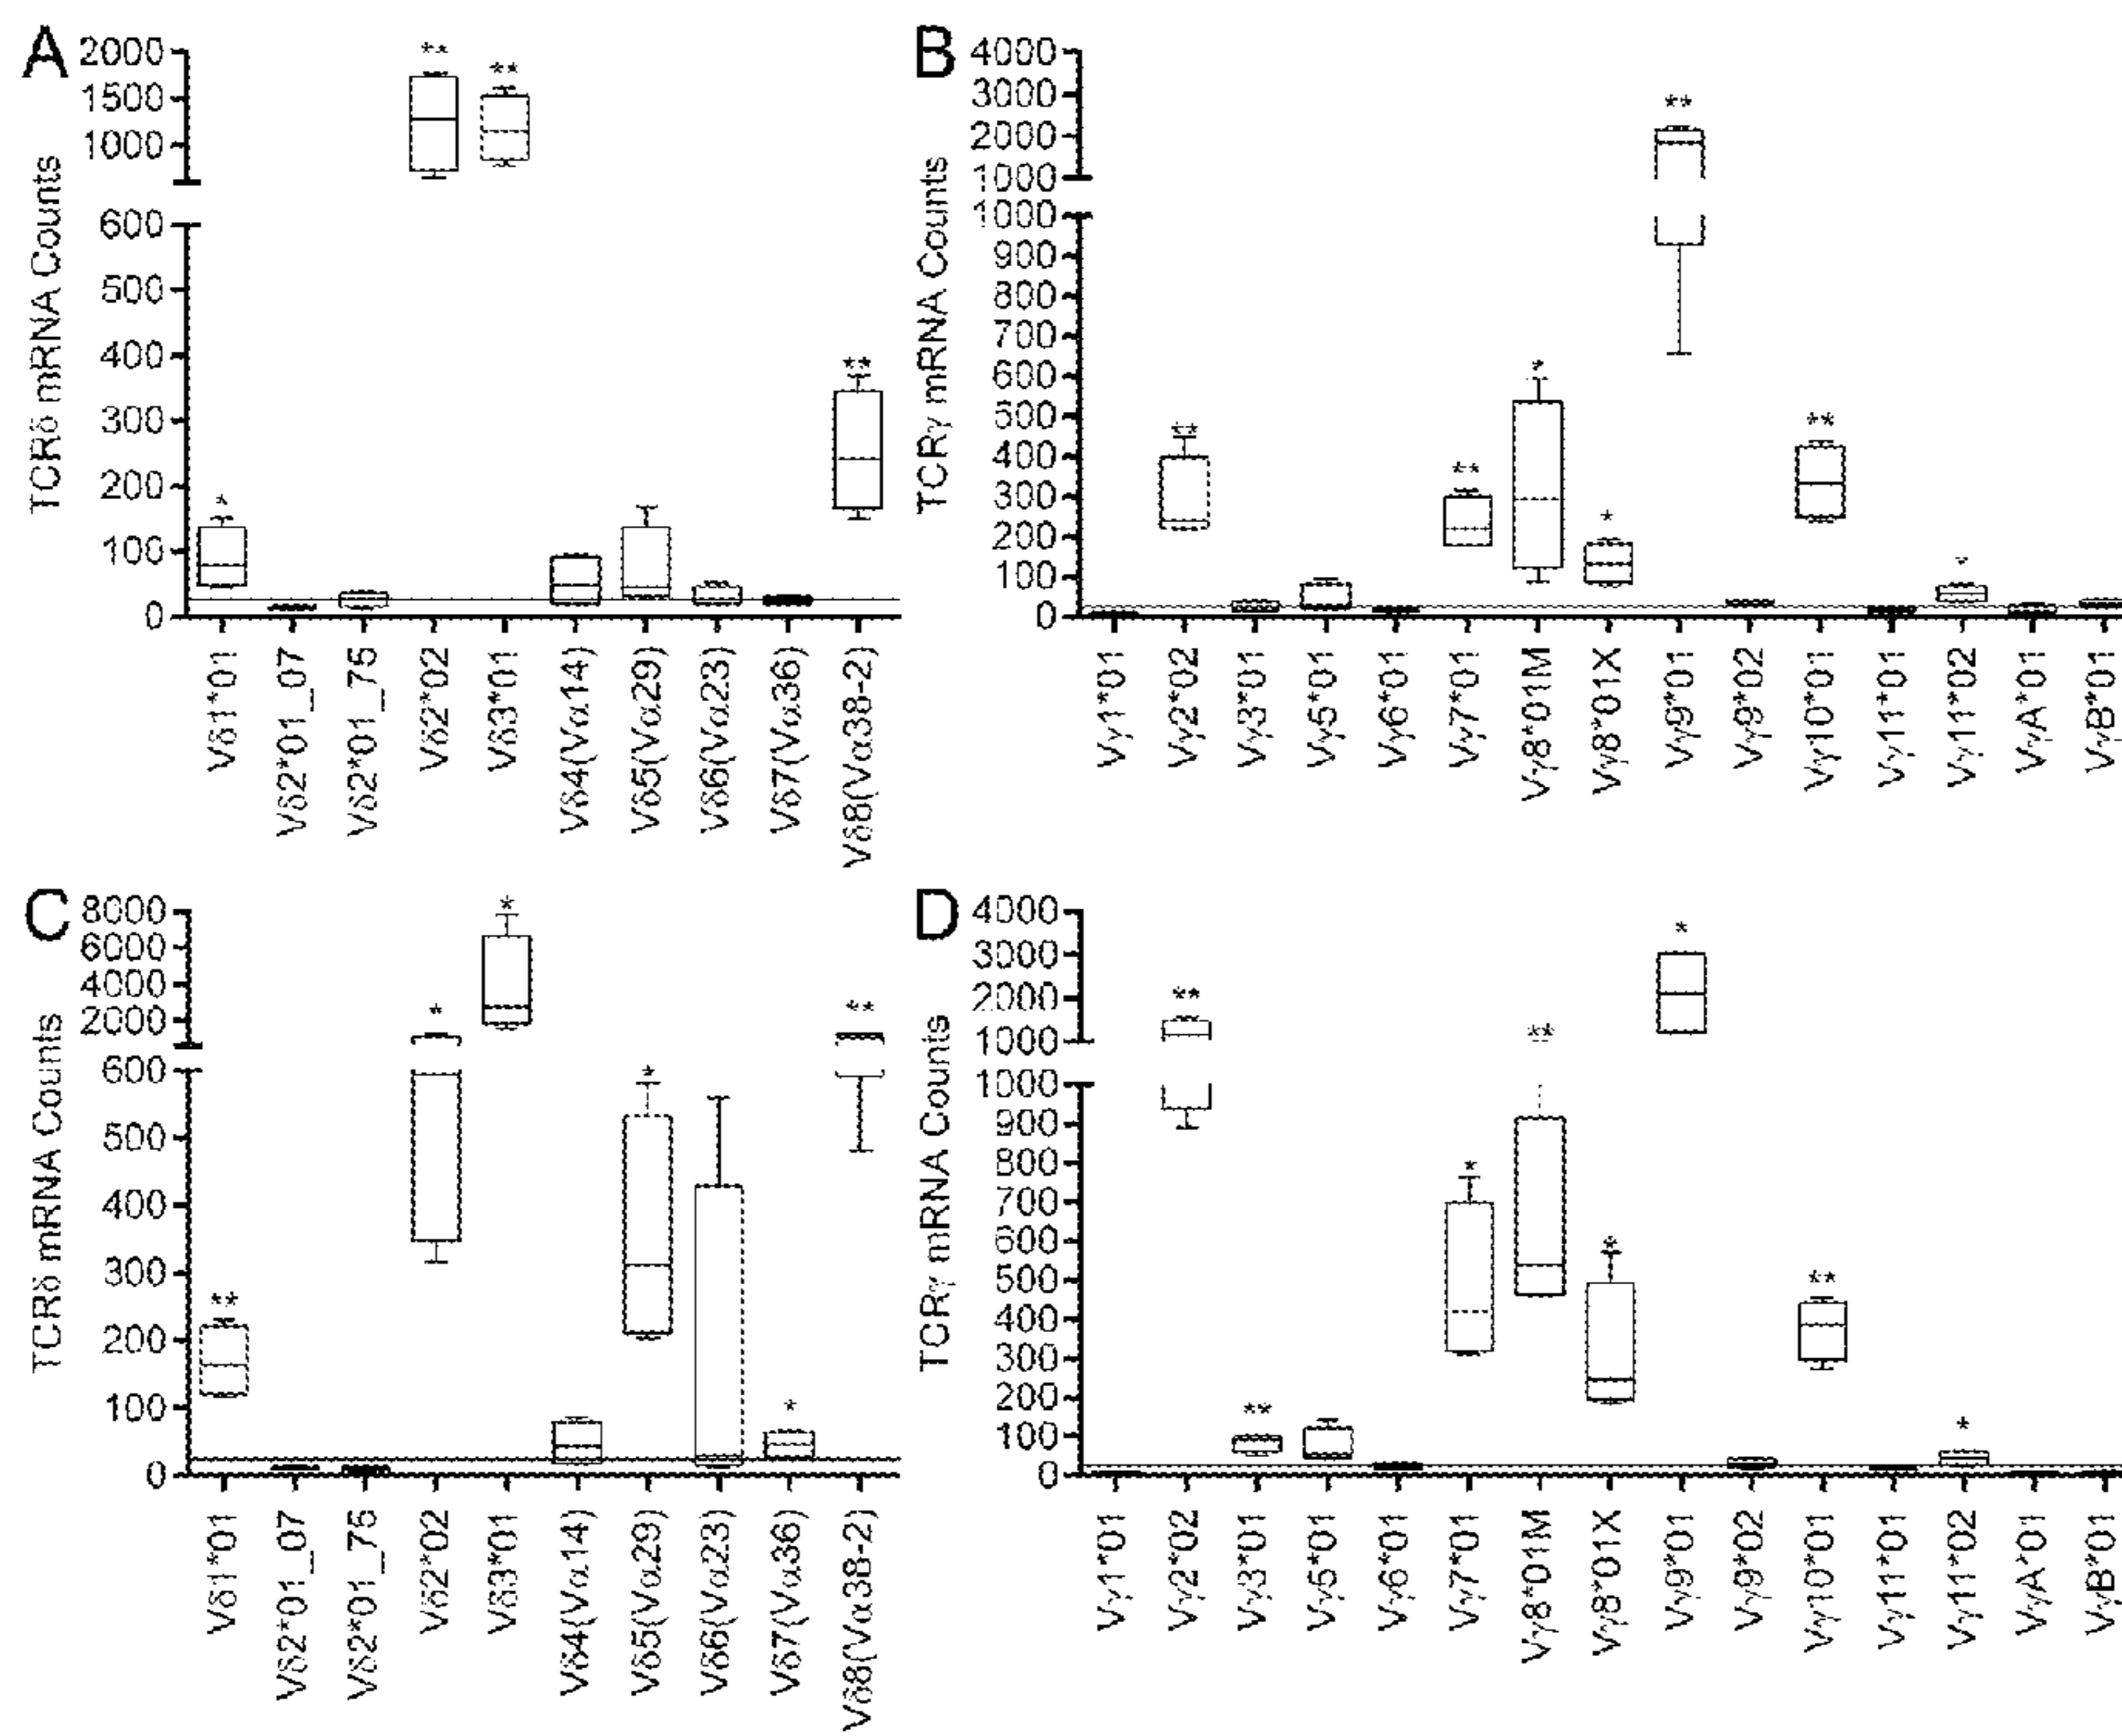 A
TCRδ mRNA Counts
2000
1500
1000
600
500
400
300
200
100
0
**
**
*
**
Vδ1*01
Vδ2*01_07
Vδ2*01_75
Vδ2*02
Vδ3*01
Vδ4(Vα14)
Vδ5(Vα29)
Vδ6(Vα23)
Vδ7(Vα36)
Vδ8(Vα38-2)
B
TCRγ mRNA Counts
4000
3000
2000
1000
1000
900
800
700
600
500
400
300
200
100
0
**
**
*
*
**
**
*
Vγ1*01
Vγ2*02
Vγ3*01
Vγ5*01
Vγ6*01
Vγ7*01
Vγ8*01M
Vγ8*01X
Vγ9*01
Vγ9*02
Vγ10*01
Vγ11*01
Vγ11*02
VγA*01
VγB*01
C
TCRδ mRNA Counts
8000
6000
4000
2000
600
500
400
300
200
100
0
**
*
*
*
*
**
Vδ1*01
Vδ2*01_07
Vδ2*01_75
Vδ2*02
Vδ3*01
Vδ4(Vα14)
Vδ5(Vα29)
Vδ6(Vα23)
Vδ7(Vα36)
Vδ8(Vα38-2)
D
TCRγ mRNA Counts
4000
3000
2000
1000
1000
900
800
700
600
500
400
300
200
100
0
**
**
*
**
*
*
**
*
Vγ1*01
Vγ2*02
Vγ3*01
Vγ5*01
Vγ6*01
Vγ7*01
Vγ8*01M
Vγ8*01X
Vγ9*01
Vγ9*02
Vγ10*01
Vγ11*01
Vγ11*02
VγA*01
VγB*01